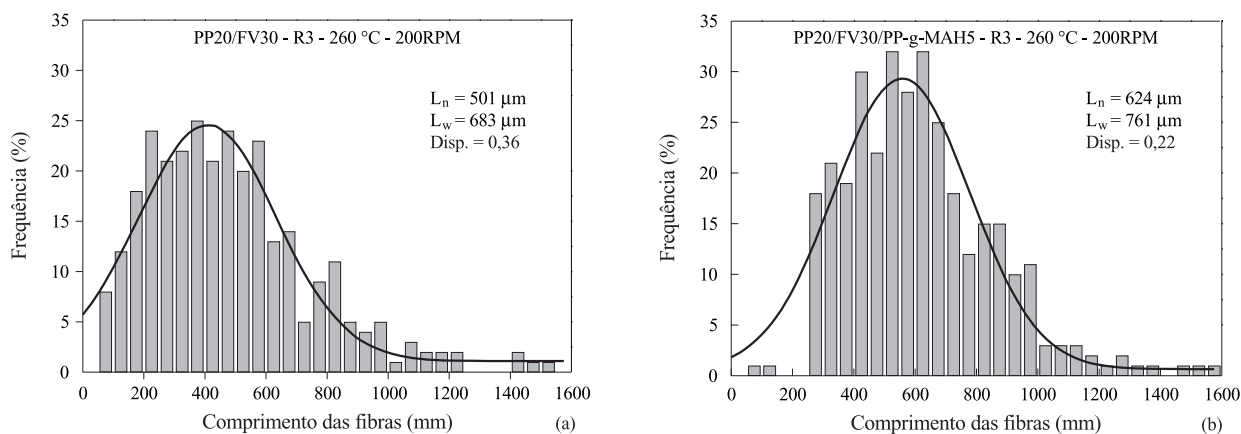 PP20/FV30 - R3 - 260 °C - 200RPM
L_n = 501 µm
L_w = 683 µm
Disp. = 0,36
Frequência (%)
35
30
25
20
15
10
5
0
0 200 400 600 800 1000 1200 1400 1600
Comprimento das fibras (mm)
(a)
PP20/FV30/PP-g-MAH5 - R3 - 260 °C - 200RPM
L_n = 624 µm
L_w = 761 µm
Disp. = 0,22
Frequência (%)
35
30
25
20
15
10
5
0
0 200 400 600 800 1000 1200 1400 1600
Comprimento das fibras (mm)
(b)